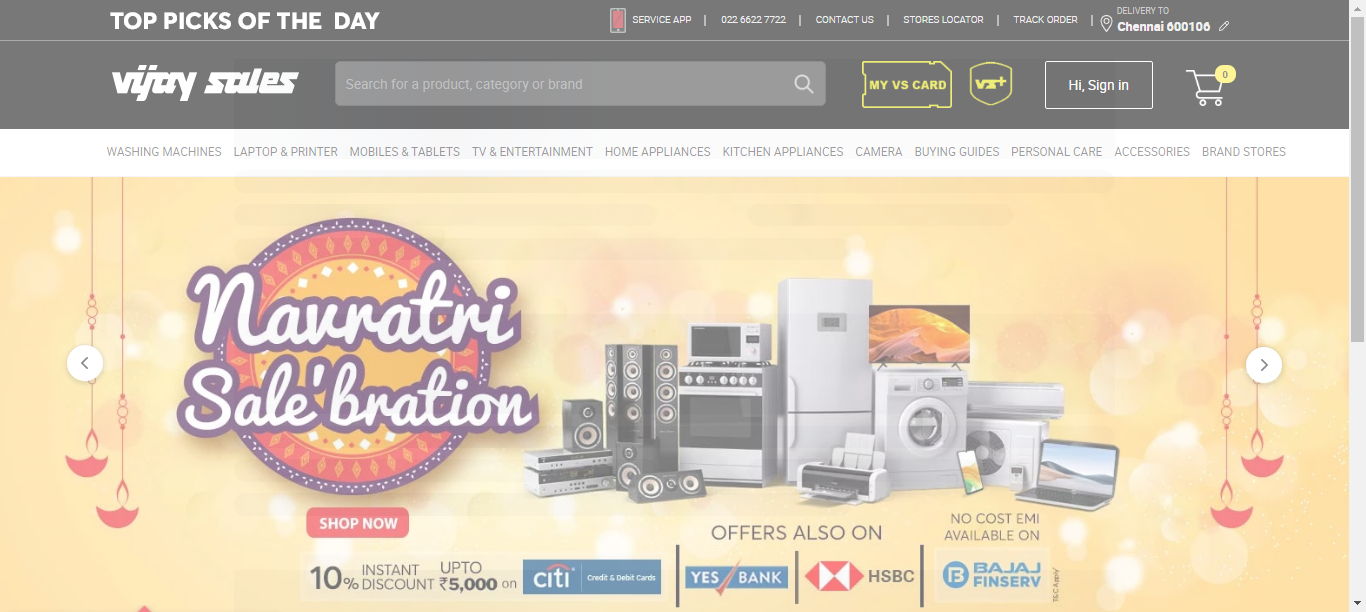 TOP PICKS OF THE DAY
SERVICE APP | 022 6622 7722 | CONTACT US | STORES LOCATOR | TRACK ORDER |
DELIVERY TO
Chennai 600106
vijay sales
Search for a product, category or brand
MY VS CARD
VS+
Hi, Sign in
0
WASHING MACHINES LAPTOP & PRINTER MOBILES & TABLETS TV & ENTERTAINMENT HOME APPLIANCES KITCHEN APPLIANCES CAMERA BUYING GUIDES PERSONAL CARE ACCESSORIES BRAND STORES
Navratri
Sale'bration
SHOP NOW
10% INSTANT DISCOUNT UPTO ₹5,000 on
citi Credit & Debit Cards
OFFERS ALSO ON
YES BANK
HSBC
NO COST EMI
AVAILABLE ON
B BAJAJ
FINSERV
T&C Apply